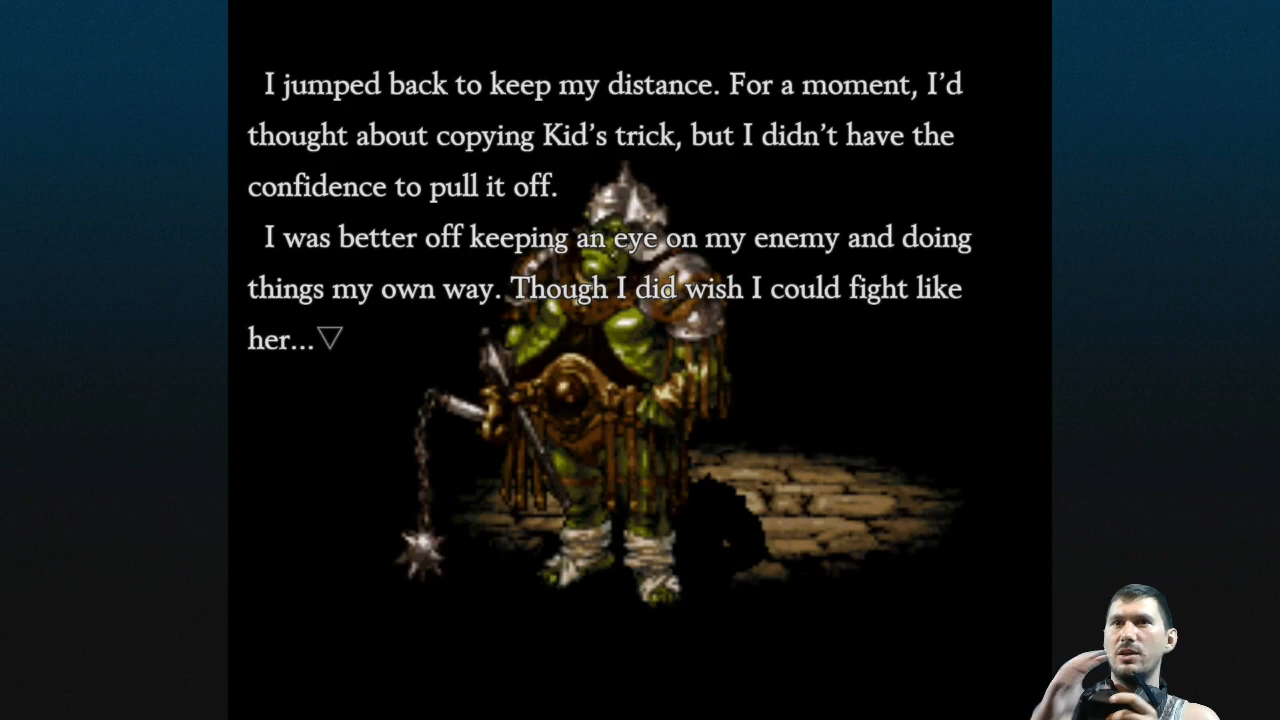 I jumped back to keep my distance. For a moment, I’d
thought about copying Kid’s trick, but I didn’t have the
confidence to pull it off.
I was better off keeping an eye on my enemy and doing
things my own way. Though I did wish I could fight like
her...▽